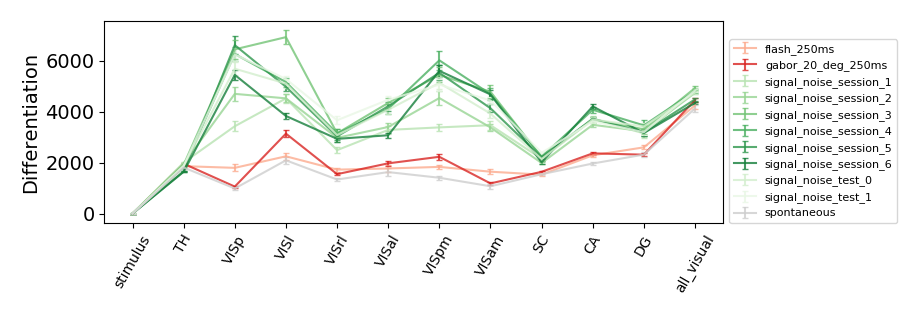 Differentiation
6000
4000
2000
0
stimulus
TH
VISp
VISl
VISrl
VISal
VISpm
VISam
SC
CA
DG
all_visual
flash_250ms
gabor_20_deg_250ms
signal_noise_session_1
signal_noise_session_2
signal_noise_session_3
signal_noise_session_4
signal_noise_session_5
signal_noise_session_6
signal_noise_test_0
signal_noise_test_1
spontaneous